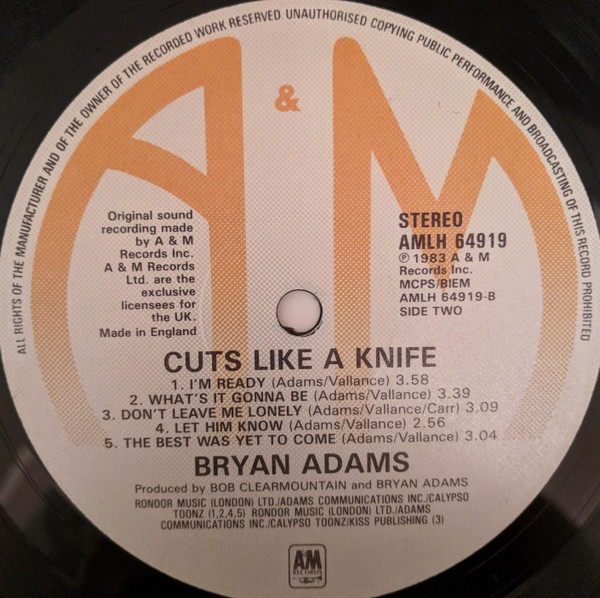 ALL RIGHTS OF THE MANUFACTURER AND OF THE OWNER OF THE RECORDED WORK RESERVED UNAUTHORISED COPYING PUBLIC PERFORMANCE AND BROADCASTING OF THIS RECORD PROHIBITED
A & M
Original sound
recording made
by A & M
Records Inc.
A & M Records
Ltd. are the
exclusive
licensees for
the UK.
Made in England
STEREO
AMLH 64919
Ⓟ 1983 A & M
Records Inc.
MCPS/BIEM
AMLH 64919-B
SIDE TWO
CUTS LIKE A KNIFE
1. I'M READY (Adams/Vallance) 3.58
2. WHAT'S IT GONNA BE (Adams/Vallance) 3.39
3. DON'T LEAVE ME LONELY (Adams/Vallance/Carr) 3.09
4. LET HIM KNOW (Adams/Vallance) 2.56
5. THE BEST WAS YET TO COME (Adams/Vallance) 3.04
BRYAN ADAMS
Produced by BOB CLEARMOUNTAIN and BRYAN ADAMS
RONDOR MUSIC (LONDON) LTD./ADAMS COMMUNICATIONS INC./CALYPSO
TOONZ (1,2,4,5) RONDOR MUSIC (LONDON) LTD./ADAMS
COMMUNICATIONS INC./CALYPSO TOONZ/KISS PUBLISHING (3)
A&M
RECORDS